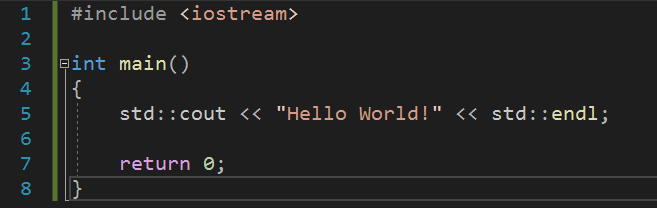 1 #include <iostream>
2
3 int main()
4 {
5     std::cout << "Hello World!" << std::endl;
6
7     return 0;
8 }